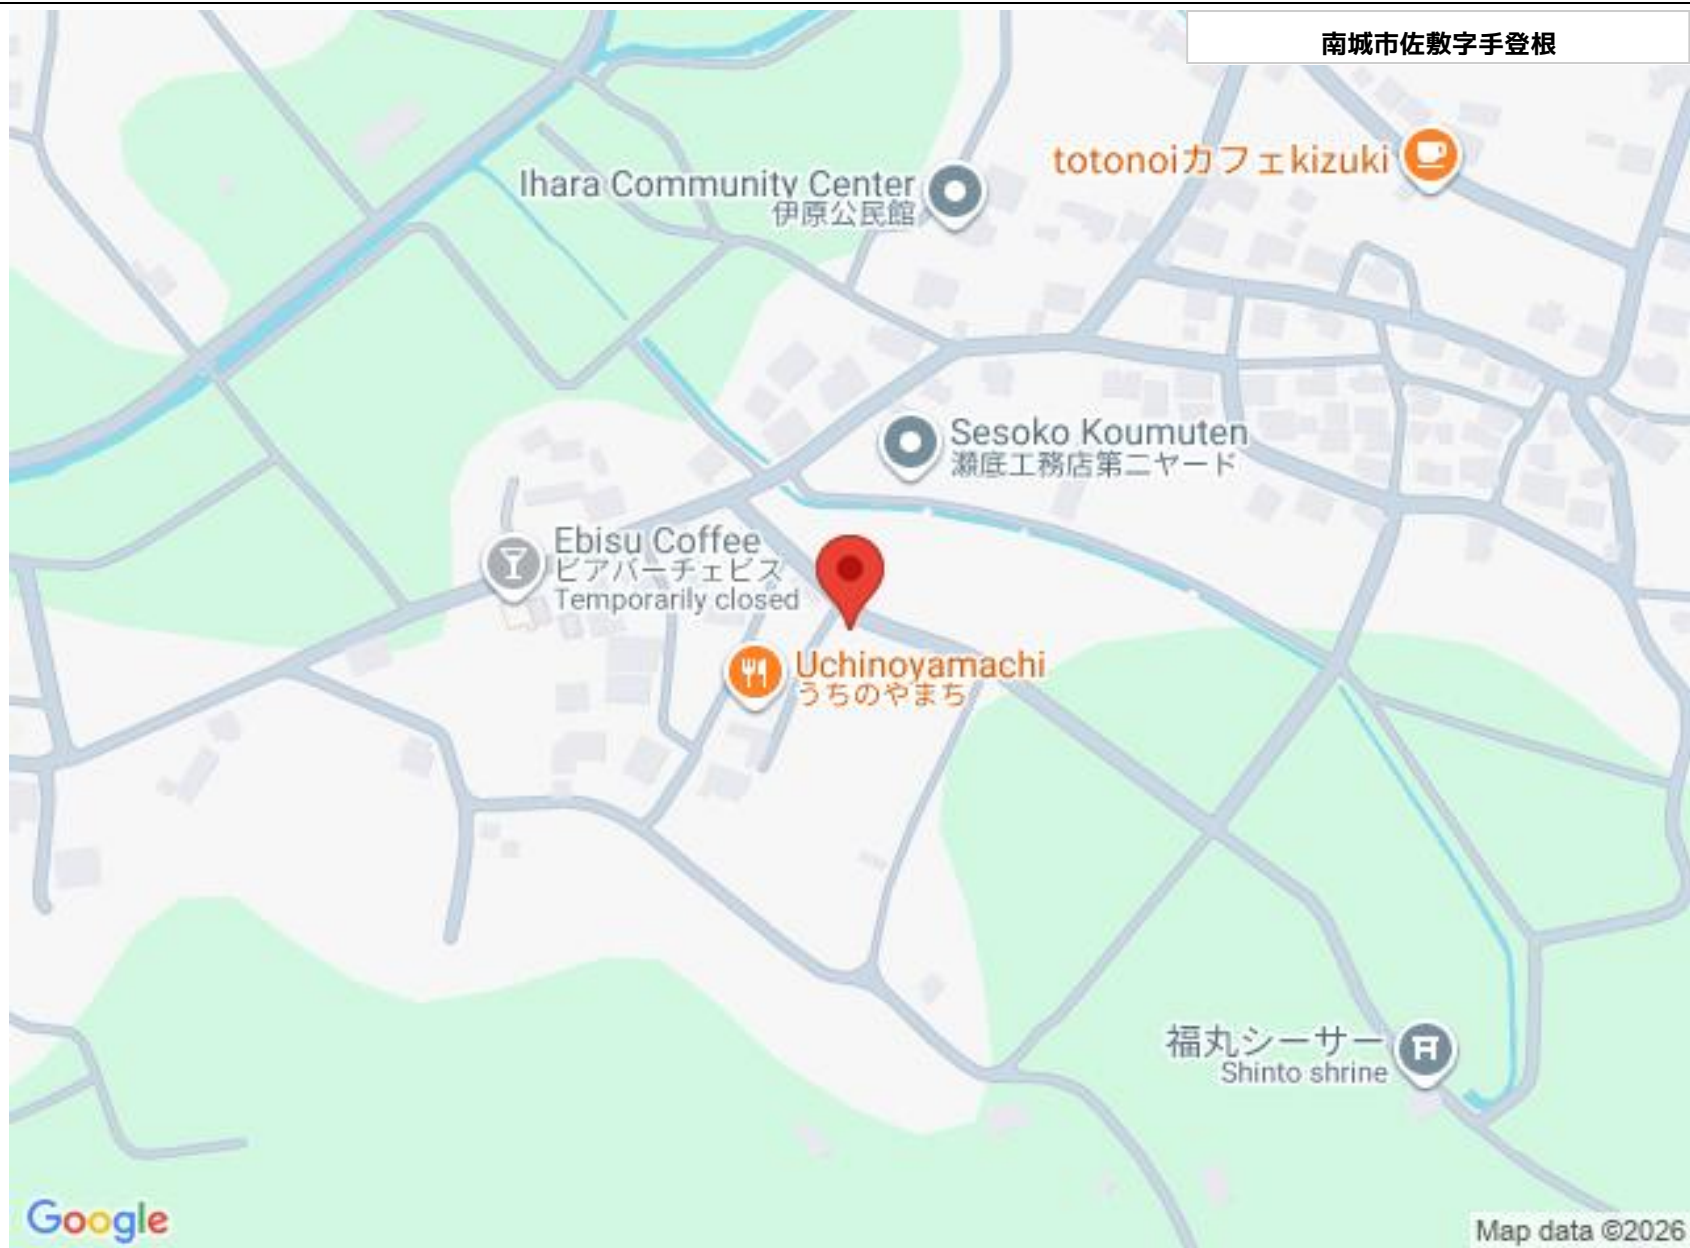 南城市佐敷字手登根
totonoiカフェkizuki
Ihara Community Center
伊原公民館
Sesoko Koumuten
瀬底工務店第二ヤード
Ebisu Coffee
ビアバーチェビス
Temporarily closed
Uchinoyamachi
うちのやまち
福丸シーサー
Shinto shrine
Google
Map data ©2026